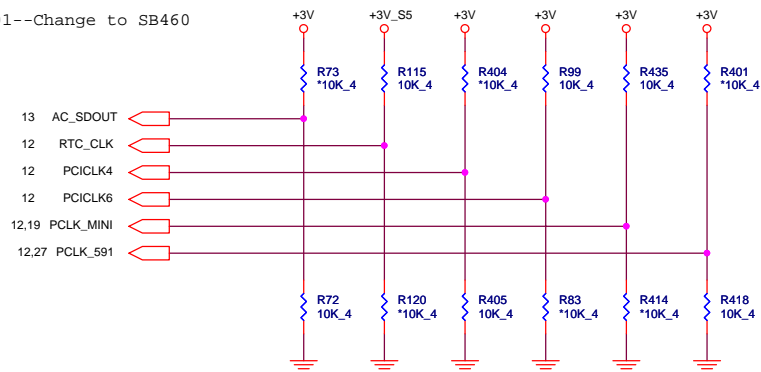 +3V +3V_S5 +3V +3V +3V +3V
1--Change to SB460
R73 R115 R404 R99 R435 R401
*10K_4 10K_4 *10K_4 10K_4 10K_4 *10K_4
13 AC_SDOUT
12 RTC_CLK
12 PCICLK4
12 PCICLK6
12,19 PCLK_MINI
12,27 PCLK_591
R72 R120 R405 R83 R414 R418
10K_4 *10K_4 10K_4 *10K_4 *10K_4 10K_4